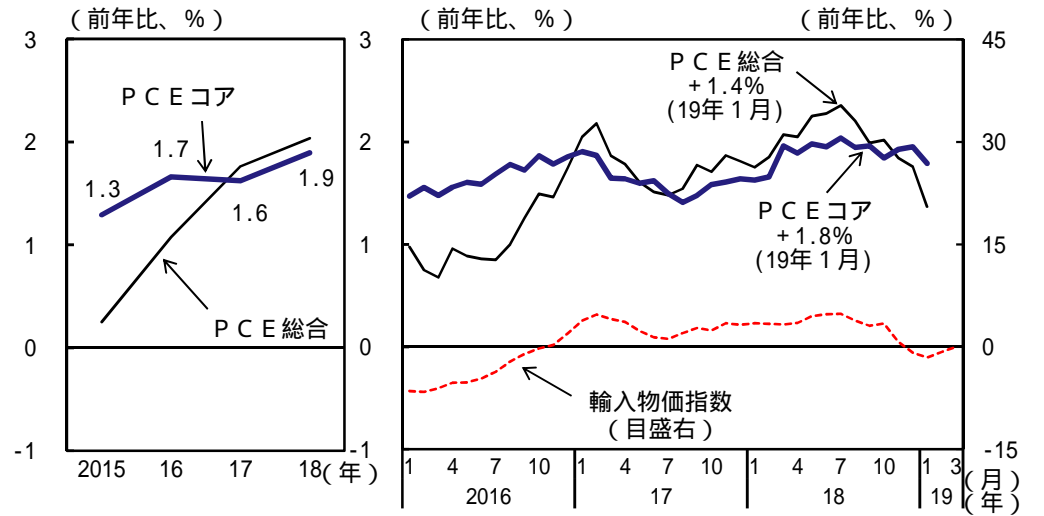 （前年比、％）
3
2
1
0
-1
ＰＣＥコア
1.3
1.7
1.6
1.9
ＰＣＥ総合
2015 16 17 18（年）
（前年比、％）
（前年比、％）
3
2
1
0
-1
45
30
15
0
-15
ＰＣＥ総合
+1.4%
(19年１月)
ＰＣＥコア
+1.8%
(19年１月)
輸入物価指数
（目盛右）
1 4 7 10 1 4 7 10 1 4 7 10 1 3（月）
2016 17 18 19（年）